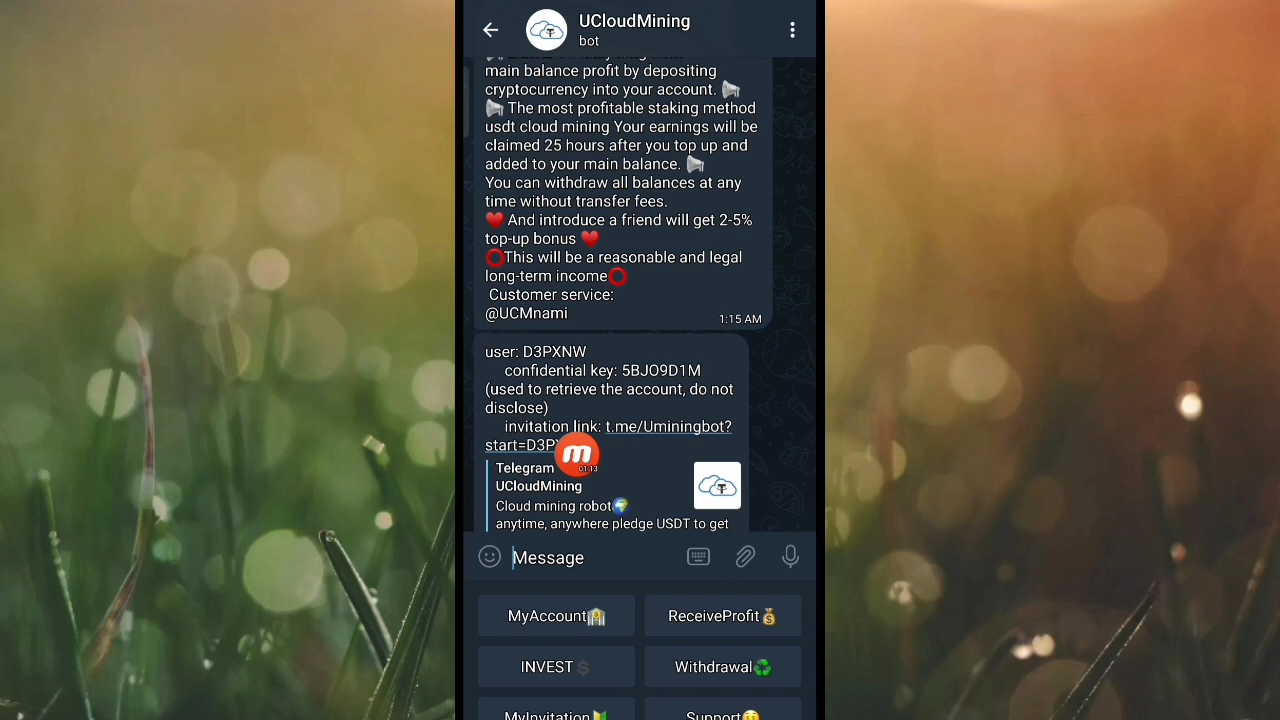 UCloudMining
bot
main balance profit by depositing
cryptocurrency into your account. 📢
📢 The most profitable staking method
usdt cloud mining Your earnings will be
claimed 25 hours after you top up and
added to your main balance. 📢
You can withdraw all balances at any
time without transfer fees.
♥️ And introduce a friend will get 2-5%
top-up bonus ♥️
⭕This will be a reasonable and legal
long-term income⭕
Customer service:
@UCMnami
1:15 AM
user: D3PXNW
confidential key: 5BJO9D1M
(used to retrieve the account, do not
disclose)
invitation link: t.me/Uminingbot?
start=D3P
01:13
Telegram
UCloudMining
Cloud mining robot🌍
anytime, anywhere pledge USDT to get
Message
MyAccount🏦 ReceiveProfit💰
INVEST💲 Withdrawal♻️
MyInvitation🔰 Support🤑